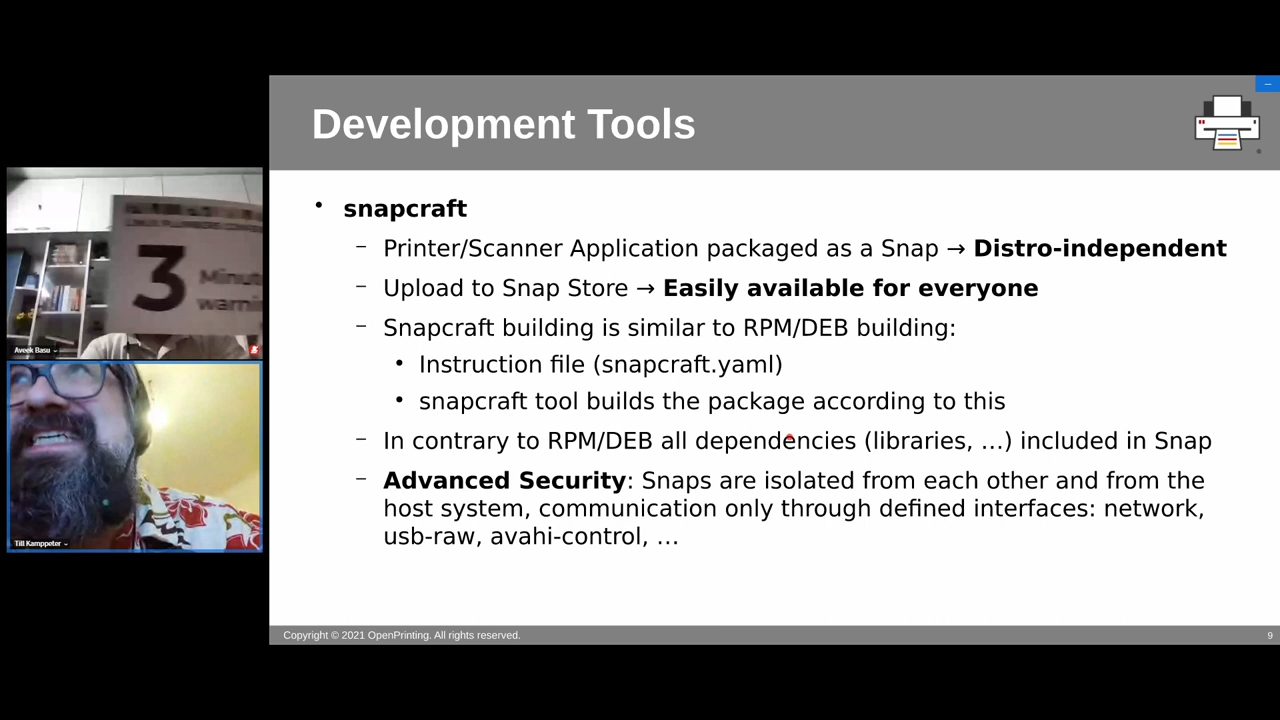 Development Tools
• snapcraft
– Printer/Scanner Application packaged as a Snap → Distro-independent
– Upload to Snap Store → Easily available for everyone
– Snapcraft building is similar to RPM/DEB building:
• Instruction file (snapcraft.yaml)
• snapcraft tool builds the package according to this
– In contrary to RPM/DEB all dependencies (libraries, …) included in Snap
– Advanced Security: Snaps are isolated from each other and from the
host system, communication only through defined interfaces: network,
usb-raw, avahi-control, …
Copyright © 2021 OpenPrinting. All rights reserved.
9
3
Aveek Basu
Till Kamppeter